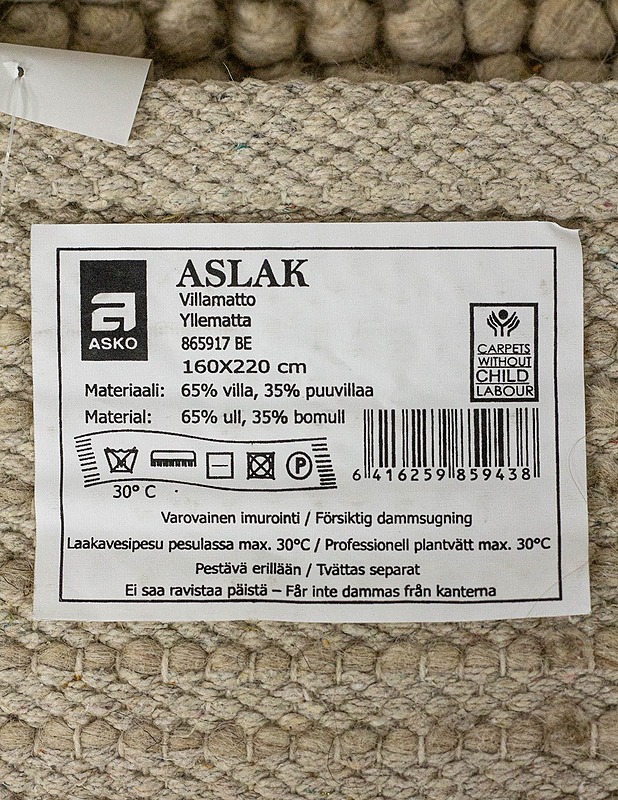 ASLAK
Villamatto
Yllematta
865917 BE
160X220 cm
a
ASKO
CARPETS
WITHOUT
CHILD
LABOUR
Materiaali: 65% villa, 35% puuvillaa
Material: 65% ull, 35% bomull
P
30° C
6 416259 859438
Varovainen imurointi / Försiktig dammsugning
Laakavesipesu pesulassa max. 30°C / Professionell plantvätt max. 30°C
Pestävä erillään / Tvättas separat
Ei saa ravistaa päistä – Får inte dammas från kanterna